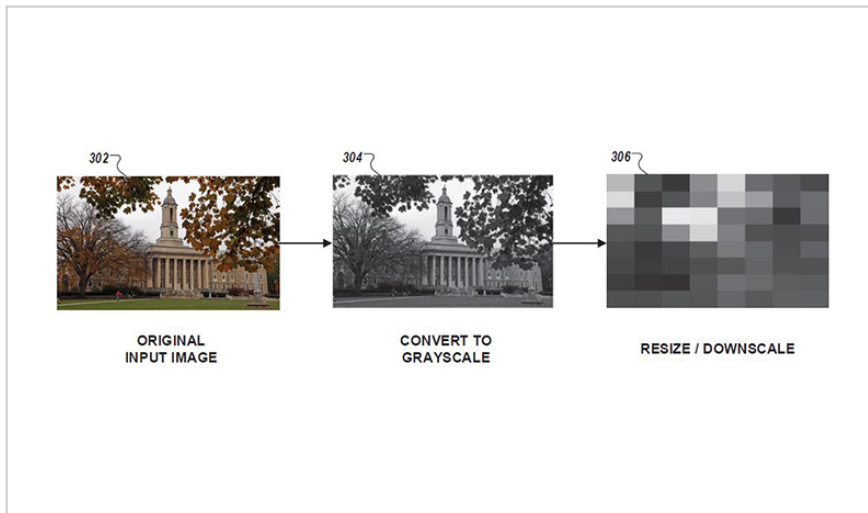 302
304
306
ORIGINAL
INPUT IMAGE
CONVERT TO
GRAYSCALE
RESIZE / DOWNSCALE